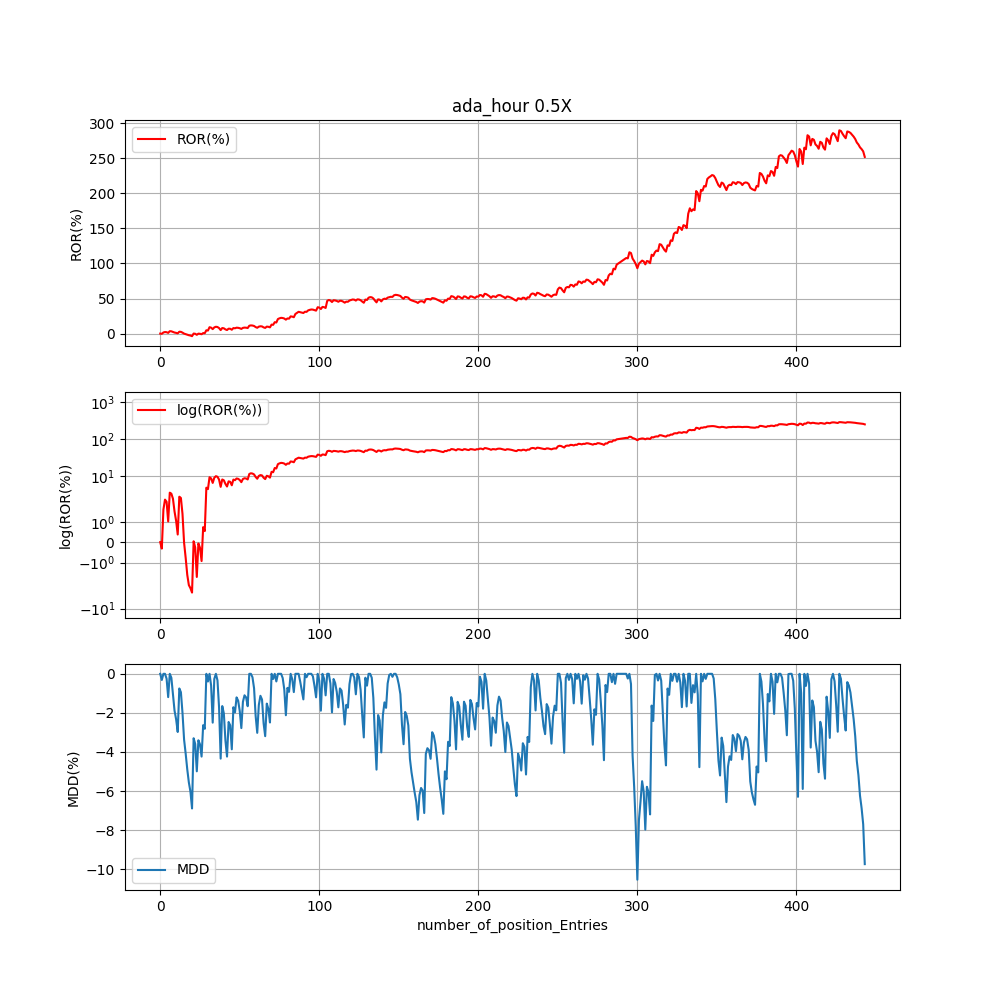 ada_hour 0.5X
300
250
200
150
100
50
0
ROR(%)
ROR(%)
0 100 200 300 400
10³
10²
10¹
10⁰
0
−10⁰
−10¹
log(ROR(%))
log(ROR(%))
0 100 200 300 400
0
−2
−4
−6
−8
−10
MDD(%)
MDD
0 100 200 300 400
number_of_position_Entries